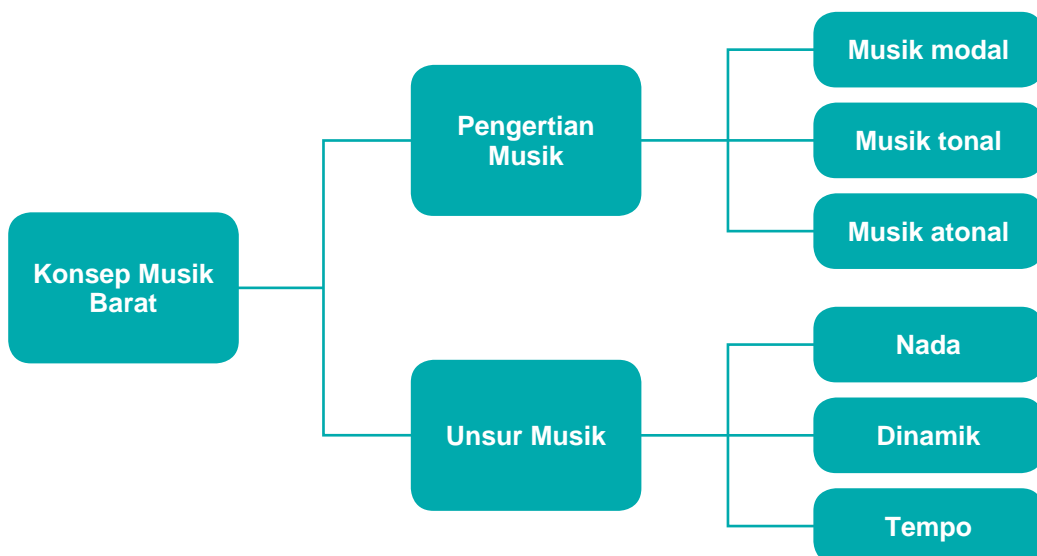 Konsep Musik
Barat
Pengertian
Musik
Musik modal
Musik tonal
Musik atonal
Unsur Musik
Nada
Dinamik
Tempo